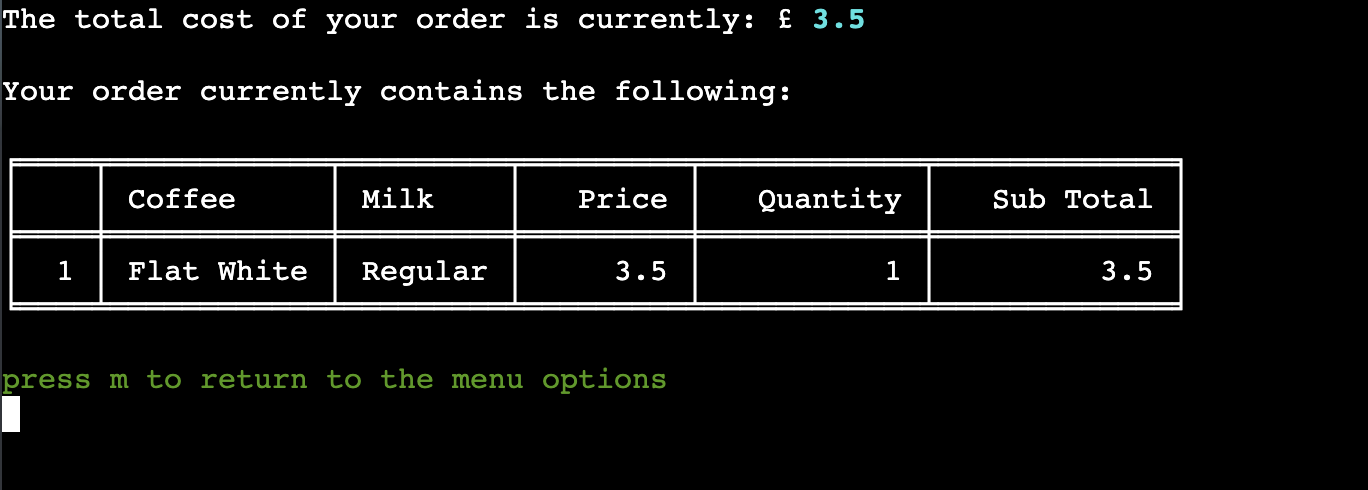 The total cost of your order is currently: £ 3.5
Your order currently contains the following:
Coffee Milk Price Quantity Sub Total
1 Flat White Regular 3.5 1 3.5
press m to return to the menu options